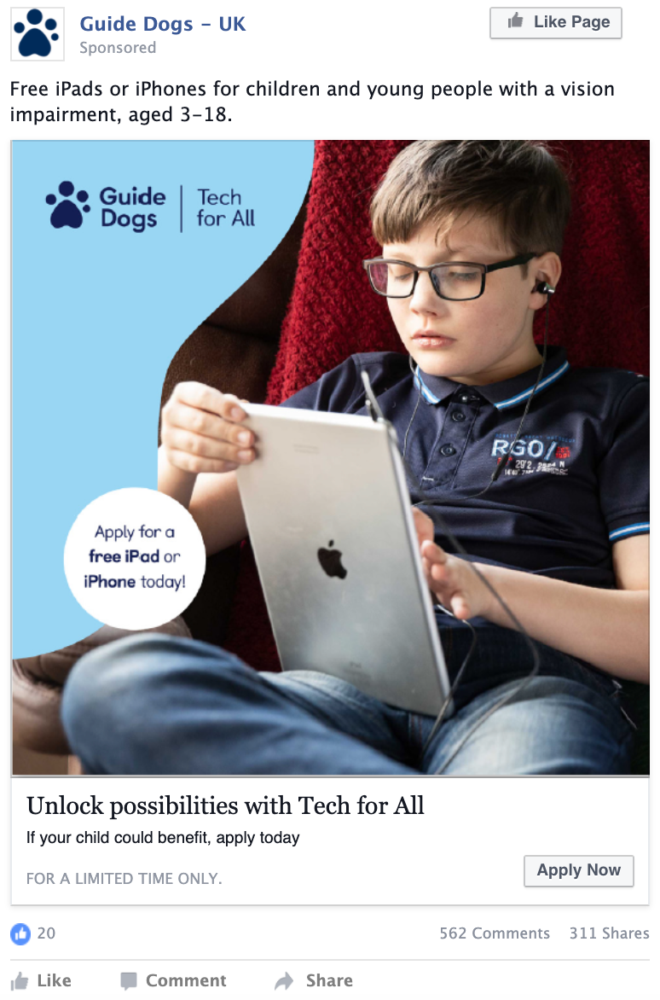 Guide Dogs – UK
Sponsored
Like Page
Free iPads or iPhones for children and young people with a vision
impairment, aged 3–18.
Guide
Dogs
Tech
for All
RGO/
Apply for a
free iPad or
iPhone today!
Unlock possibilities with Tech for All
If your child could benefit, apply today
FOR A LIMITED TIME ONLY.
Apply Now
20
562 Comments
311 Shares
Like
Comment
Share